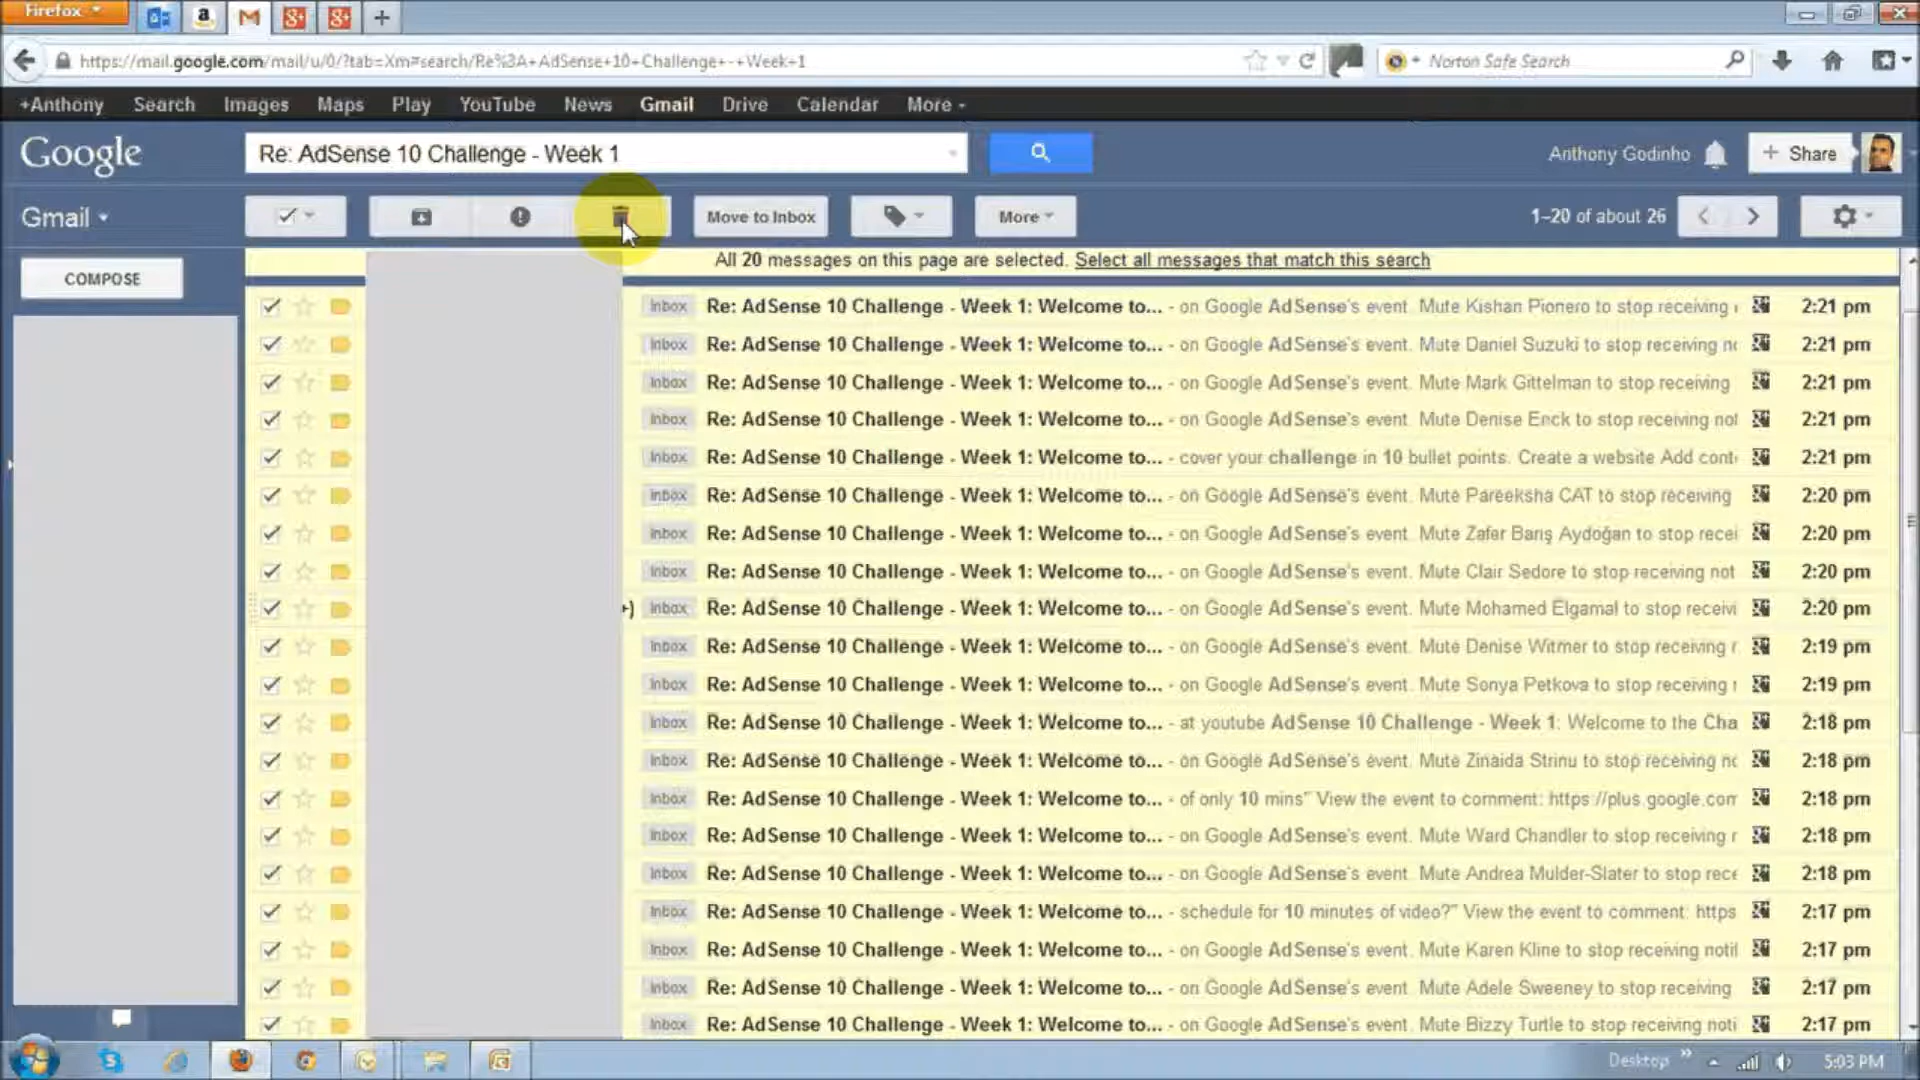 Firefox
https://mail.google.com/mail/u/0/?tab=Xm#search/Re%3A+AdSense+10+Challenge+-+Week+1
Norton Safe Search
+Anthony Search Images Maps Play YouTube News Gmail Drive Calendar More
Google
Re: AdSense 10 Challenge - Week 1
Anthony Godinho
+ Share
Gmail
Move to Inbox
More
1–20 of about 26
COMPOSE
All 20 messages on this page are selected. Select all messages that match this search
Inbox Re: AdSense 10 Challenge - Week 1: Welcome to... - on Google AdSense's event. Mute Kishan Pionero to stop receiving 2:21 pm
Inbox Re: AdSense 10 Challenge - Week 1: Welcome to... - on Google AdSense's event. Mute Daniel Suzuki to stop receiving nc 2:21 pm
Inbox Re: AdSense 10 Challenge - Week 1: Welcome to... - on Google AdSense's event. Mute Mark Gittelman to stop receiving 2:21 pm
Inbox Re: AdSense 10 Challenge - Week 1: Welcome to... - on Google AdSense's event. Mute Denise Enck to stop receiving not 2:21 pm
Inbox Re: AdSense 10 Challenge - Week 1: Welcome to... - cover your challenge in 10 bullet points. Create a website Add cont 2:21 pm
Inbox Re: AdSense 10 Challenge - Week 1: Welcome to... - on Google AdSense's event. Mute Pareeksha CAT to stop receiving 2:20 pm
Inbox Re: AdSense 10 Challenge - Week 1: Welcome to... - on Google AdSense's event. Mute Zafer Barış Aydoğan to stop recei 2:20 pm
Inbox Re: AdSense 10 Challenge - Week 1: Welcome to... - on Google AdSense's event. Mute Clair Sedore to stop receiving not 2:20 pm
+) Inbox Re: AdSense 10 Challenge - Week 1: Welcome to... - on Google AdSense's event. Mute Mohamed Elgamal to stop receivi 2:20 pm
Inbox Re: AdSense 10 Challenge - Week 1: Welcome to... - on Google AdSense's event. Mute Denise Witmer to stop receiving r 2:19 pm
Inbox Re: AdSense 10 Challenge - Week 1: Welcome to... - on Google AdSense's event. Mute Sonya Petkova to stop receiving 2:19 pm
Inbox Re: AdSense 10 Challenge - Week 1: Welcome to... - at youtube AdSense 10 Challenge - Week 1: Welcome to the Cha 2:18 pm
Inbox Re: AdSense 10 Challenge - Week 1: Welcome to... - on Google AdSense's event. Mute Zinaida Strinu to stop receiving nc 2:18 pm
Inbox Re: AdSense 10 Challenge - Week 1: Welcome to... - of only 10 mins" View the event to comment: https://plus.google.com 2:18 pm
Inbox Re: AdSense 10 Challenge - Week 1: Welcome to... - on Google AdSense's event. Mute Ward Chandler to stop receiving r 2:18 pm
Inbox Re: AdSense 10 Challenge - Week 1: Welcome to... - on Google AdSense's event. Mute Andrea Mulder-Slater to stop rece 2:18 pm
Inbox Re: AdSense 10 Challenge - Week 1: Welcome to... - schedule for 10 minutes of video?" View the event to comment: https 2:17 pm
Inbox Re: AdSense 10 Challenge - Week 1: Welcome to... - on Google AdSense's event. Mute Karen Kline to stop receiving notif 2:17 pm
Inbox Re: AdSense 10 Challenge - Week 1: Welcome to... - on Google AdSense's event. Mute Adele Sweeney to stop receiving 2:17 pm
Inbox Re: AdSense 10 Challenge - Week 1: Welcome to... - on Google AdSense's event. Mute Bizzy Turtle to stop receiving noti 2:17 pm
Desktop
5:03 PM